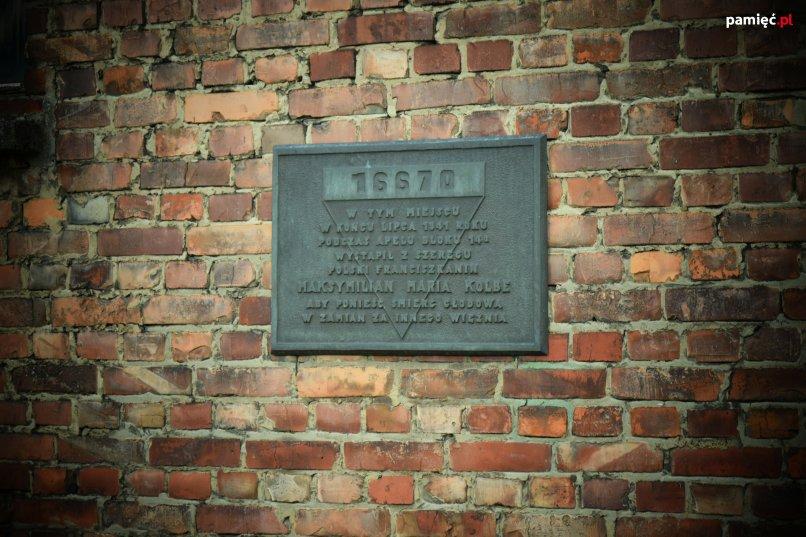 pamięć.pl
16670
W TYM MIEJSCU
W KOŃCU LIPCA 1941 ROKU
PODCZAS APELU BLOKU 14a
WYSTĄPIŁ Z SZEREGU
POLSKI FRANCISZKANIN
MAKSYMILIAN MARIA KOLBE
ABY PONIEŚĆ ŚMIERĆ GŁODOWĄ
W ZAMIAN ZA INNEGO WIĘŹNIA